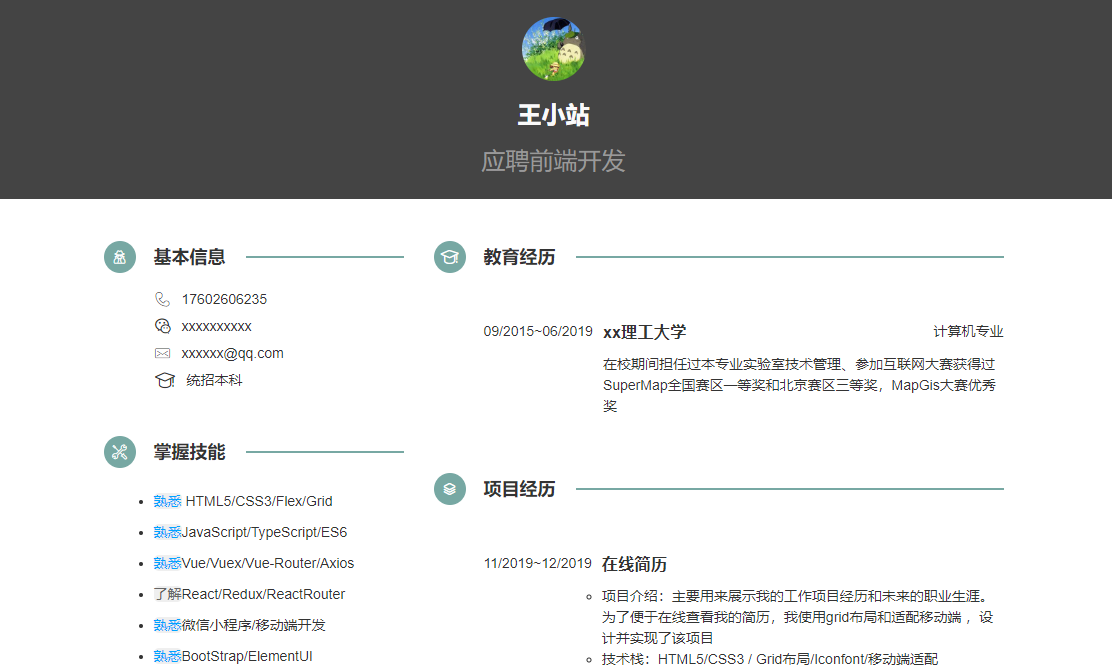 王小站
应聘前端开发
基本信息
17602606235
xxxxxxxxxx
xxxxxx@qq.com
统招本科
掌握技能
熟悉 HTML5/CSS3/Flex/Grid
熟悉JavaScript/TypeScript/ES6
熟悉Vue/Vuex/Vue-Router/Axios
了解React/Redux/ReactRouter
熟悉微信小程序/移动端开发
熟悉BootStrap/ElementUI
教育经历
09/2015~06/2019 xx理工大学 计算机专业
在校期间担任过本专业实验室技术管理、参加互联网大赛获得过
SuperMap全国赛区一等奖和北京赛区三等奖，MapGis大赛优秀
奖
项目经历
11/2019~12/2019 在线简历
项目介绍：主要用来展示我的工作项目经历和未来的职业生涯。
为了便于在线查看我的简历，我使用grid布局和适配移动端 ，设
计并实现了该项目
技术栈：HTML5/CSS3 / Grid布局/Iconfont/移动端适配